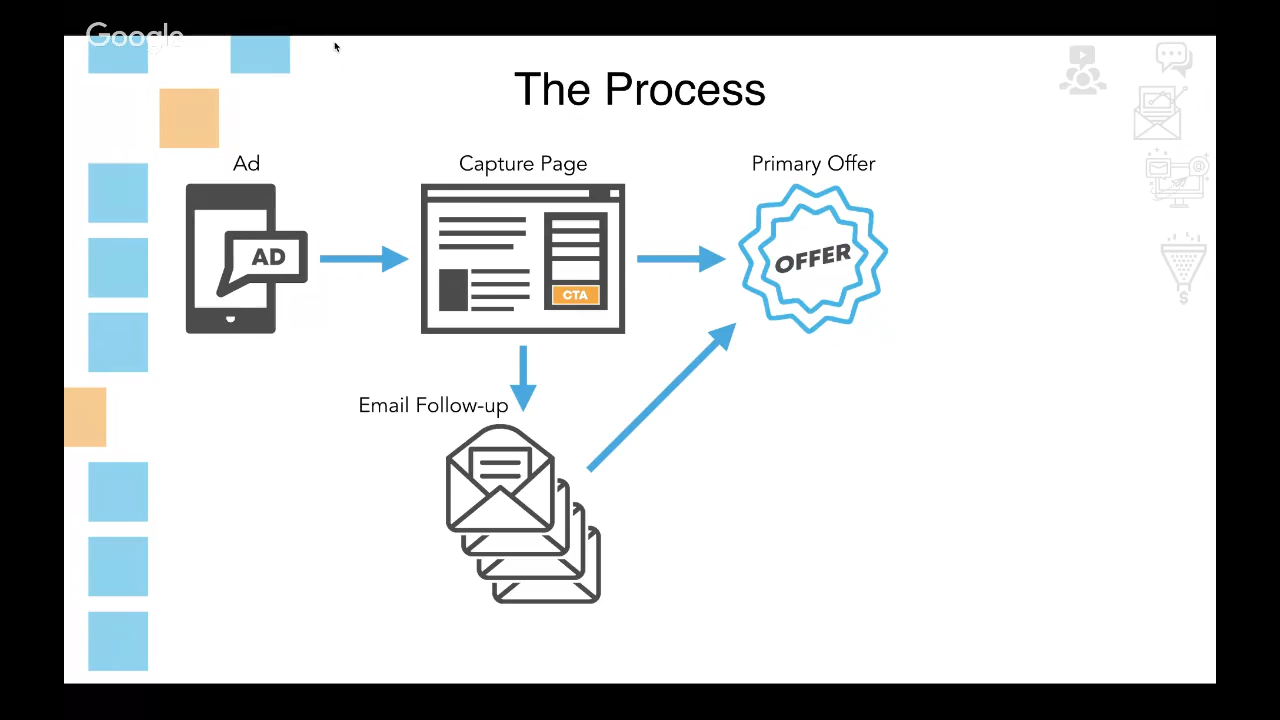 Google
The Process
Ad
Capture Page
Primary Offer
AD
CTA
OFFER
Email Follow-up
@
$